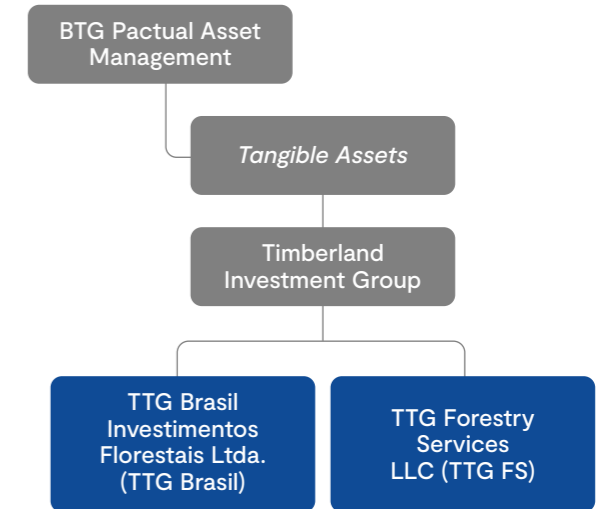 BTG Pactual Asset
Management
Tangible Assets
Timberland
Investment Group
TTG Brasil
Investimentos
Florestais Ltda.
(TTG Brasil)
TTG Forestry
Services
LLC (TTG FS)